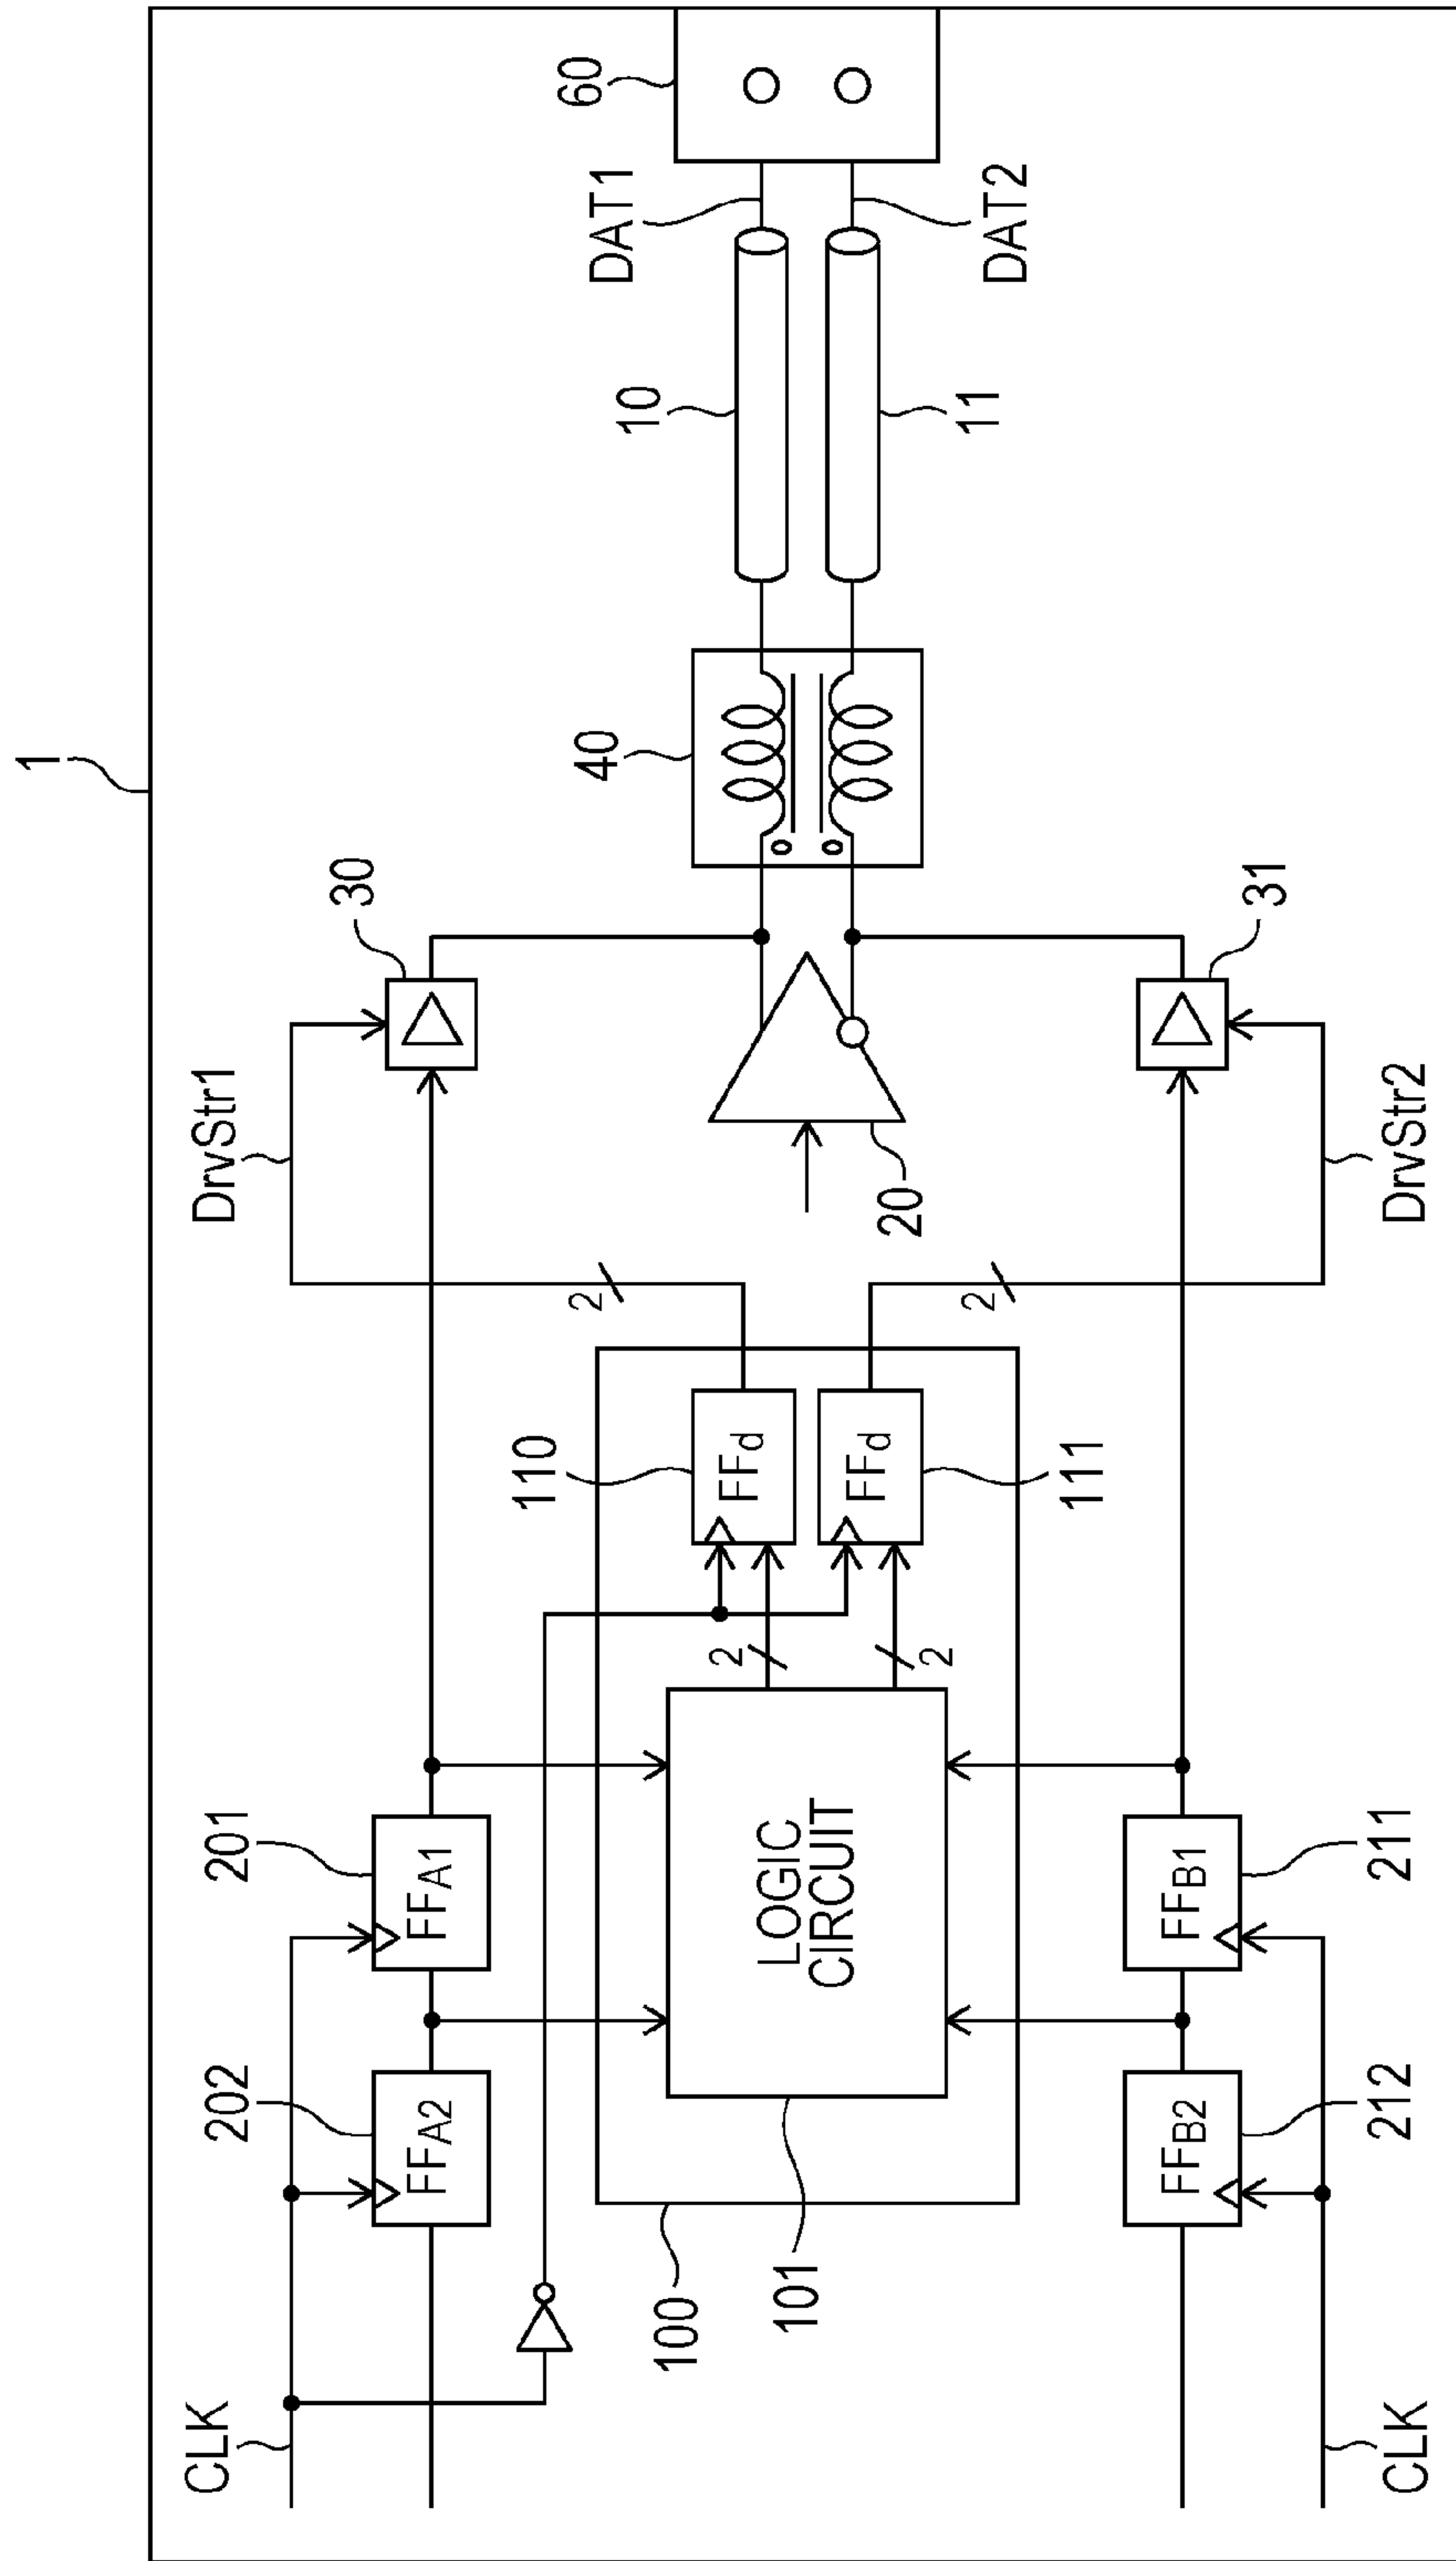 1
CLK
202
FFA2
201
FFA1
DrvStr1
30
100
101
LOGIC
CIRCUIT
2
2
110
FFd
FFd
111
2
2
20
40
10
11
DAT1
DAT2
60
212
FFB2
211
FFB1
DrvStr2
31
CLK